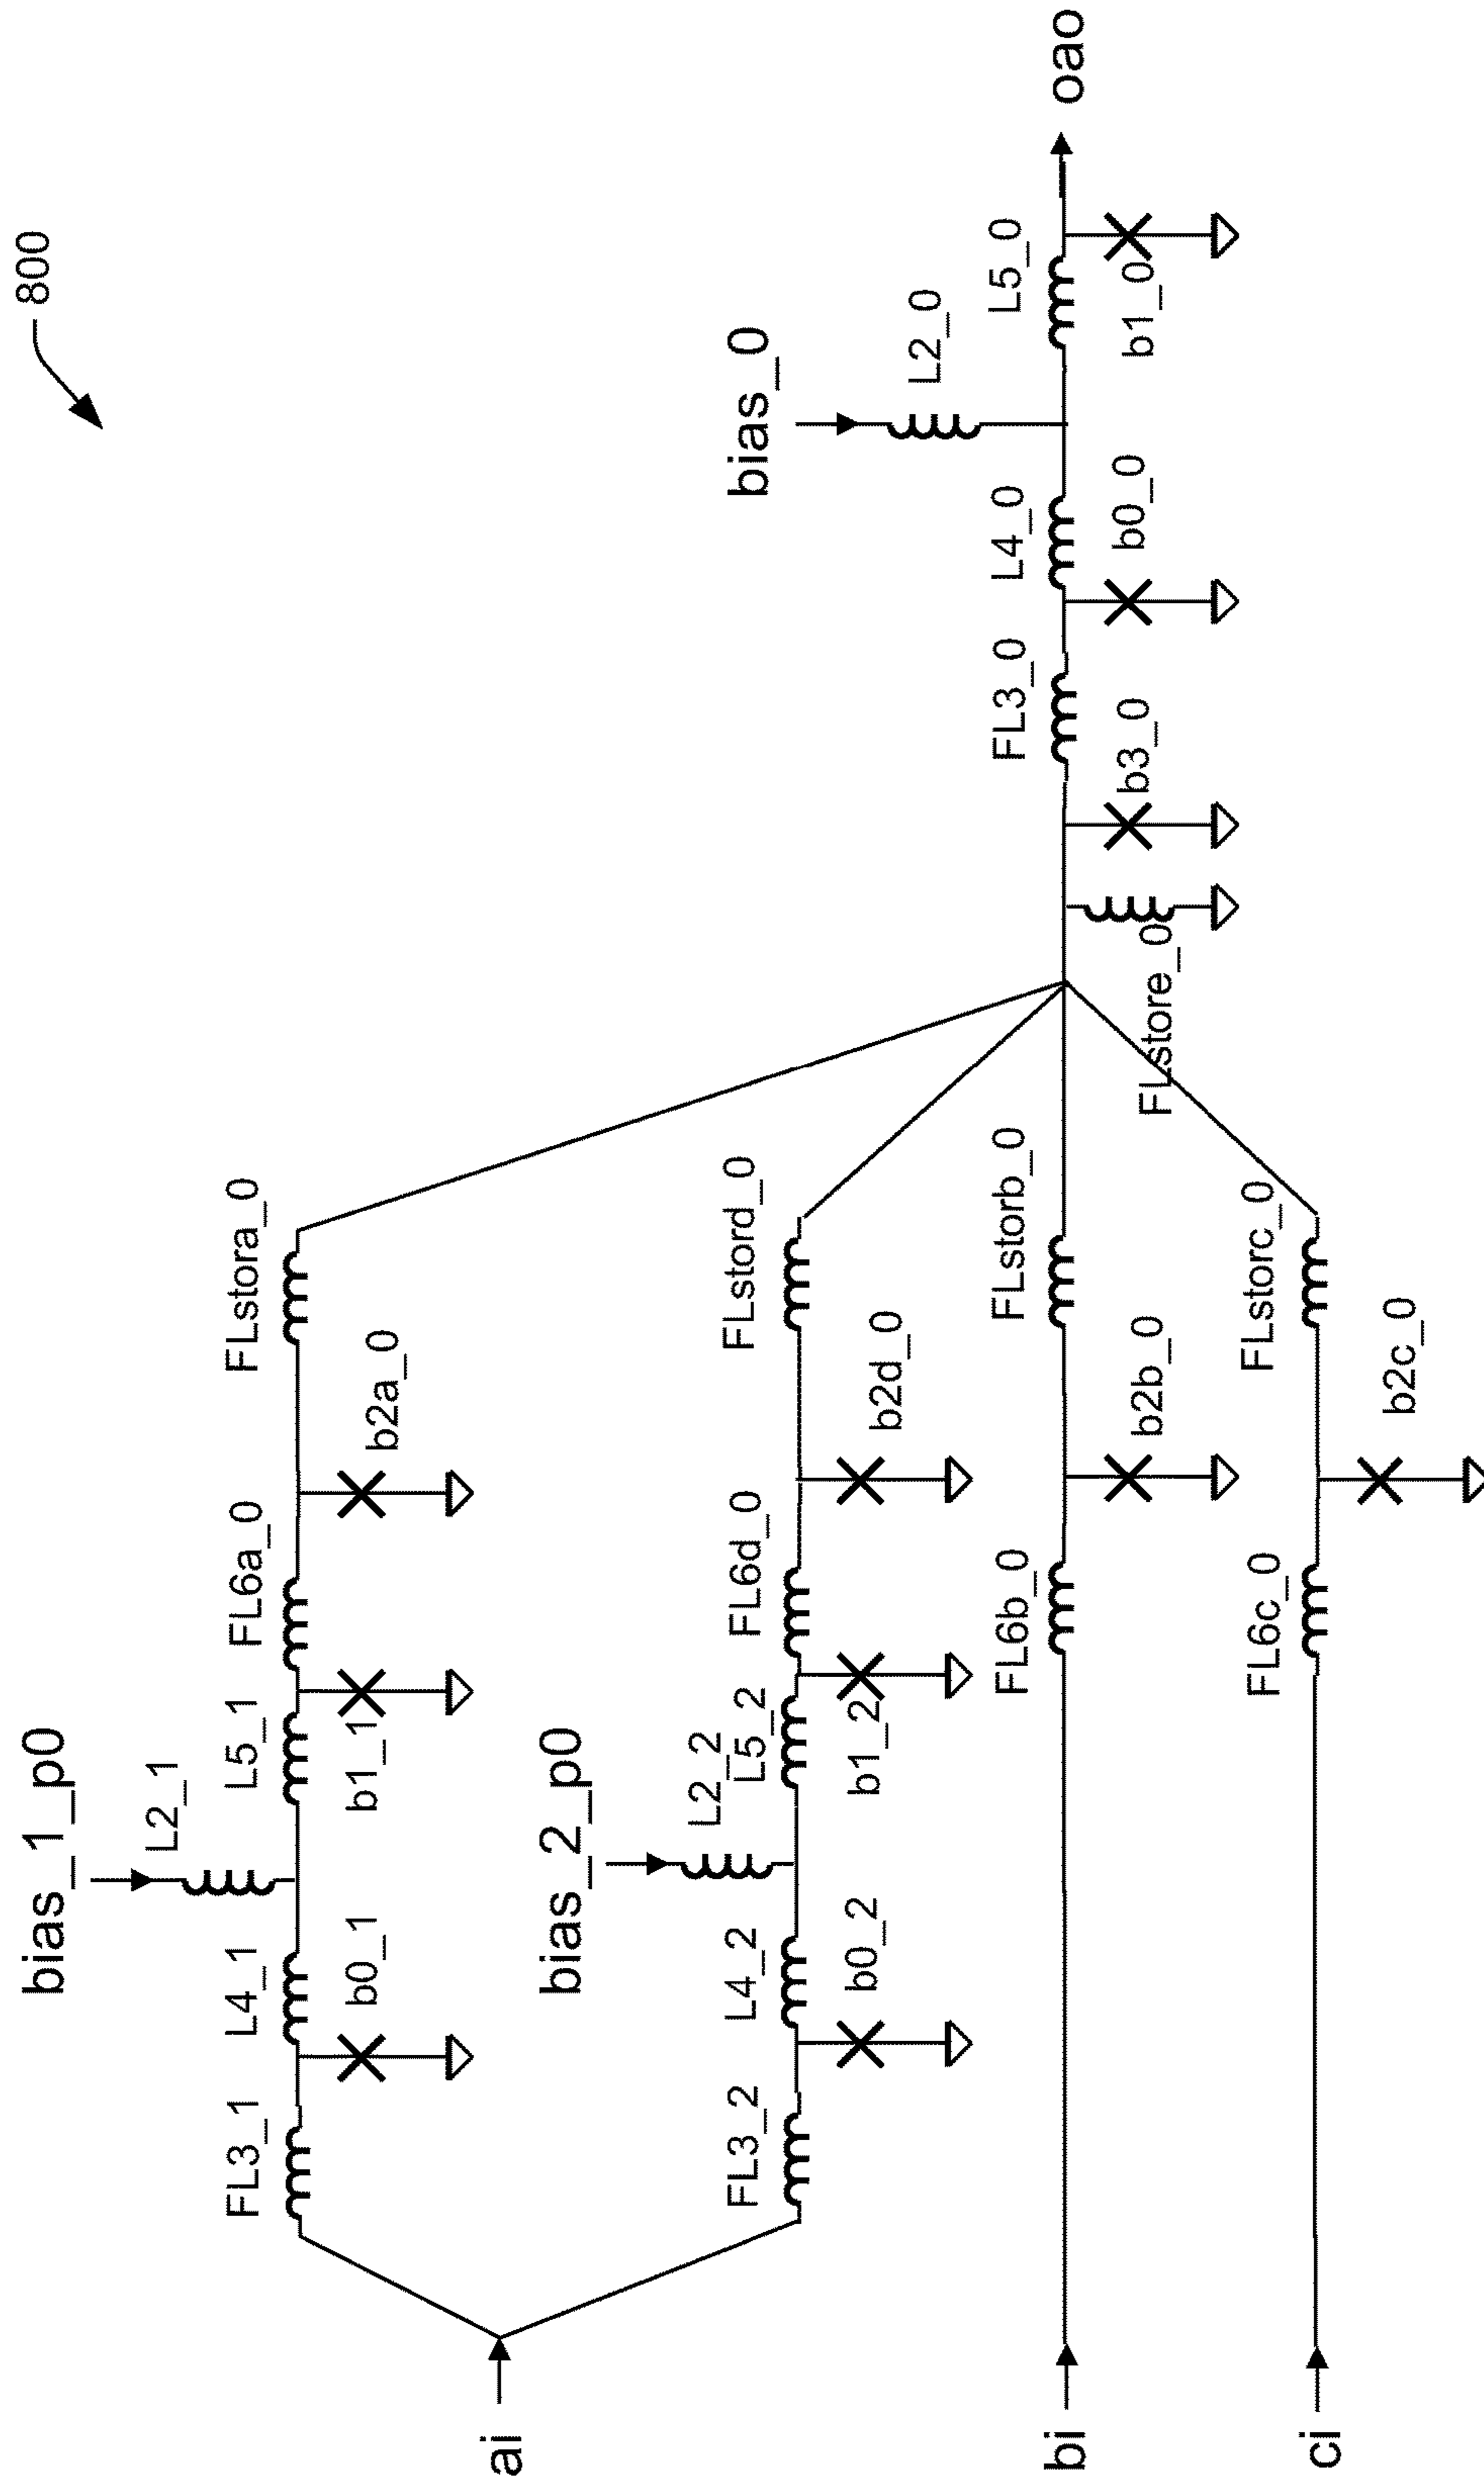 800
bias_1_p0
L2_1
FL3_1
L4_1
L5_1
FL6a_0
FLstora_0
b0_1
b1_1
b2a_0
ai
bias_2_p0
L2_2
FL3_2
L4_2
L5_2
FL6d_0
FLstord_0
b0_2
b1_2
b2d_0
bias_0
L2_0
bi
FL6b_0
FLstorb_0
FL3_0
L4_0
L5_0
oao
b2b_0
FLstore_0
b3_0
b0_0
b1_0
ci
FL6c_0
FLstorc_0
b2c_0